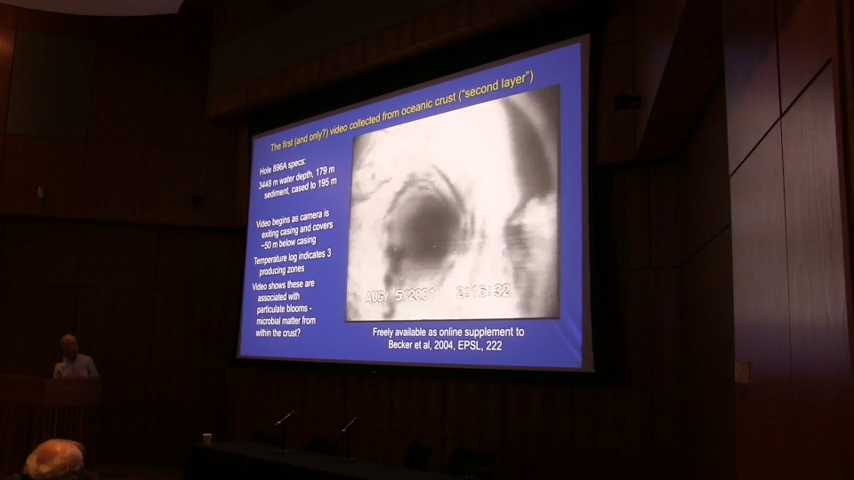 The first (and only?) video collected from oceanic crust ("second layer")
Hole 896A specs:
3448 m water depth, 179 m
sediment, cased to 195 m
Video begins as camera is
exiting casing and covers
~50 m below casing
Temperature log indicates 3
producing zones
Video shows these are
associated with
particulate blooms -
microbial matter from
within the crust?
AUG/ 5/2001 2:16:32
Freely available as online supplement to
Becker et al, 2004, EPSL, 222